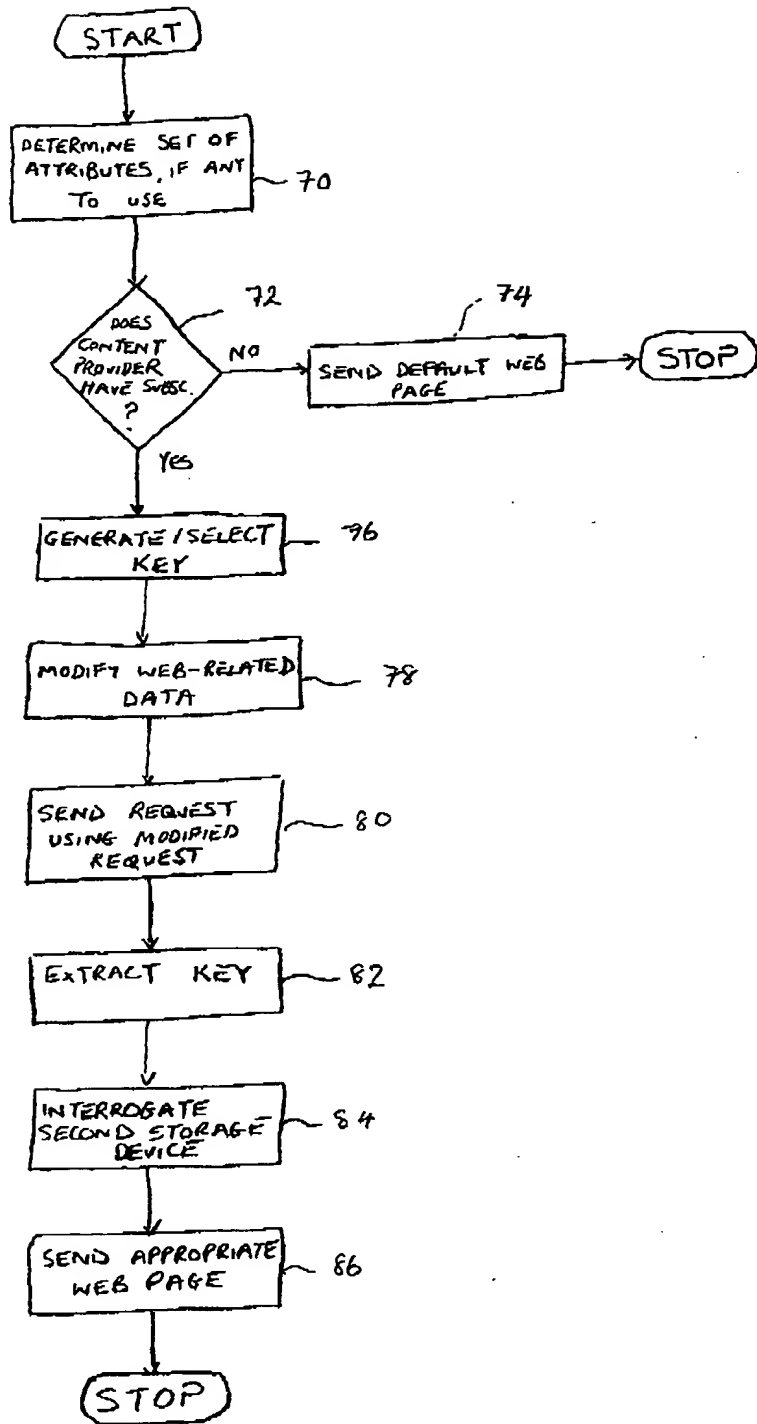 START
DETERMINE SET OF
ATTRIBUTES, IF ANY
TO USE
70
DOES
CONTENT
PROVIDER
HAVE SUBSC.
?
72
NO
74
SEND DEFAULT WEB
PAGE
STOP
YES
GENERATE/SELECT
KEY
76
MODIFY WEB-RELATED
DATA
78
SEND REQUEST
USING MODIFIED
REQUEST
80
EXTRACT KEY
82
INTERROGATE
SECOND STORAGE
DEVICE
84
SEND APPROPRIATE
WEB PAGE
86
STOP